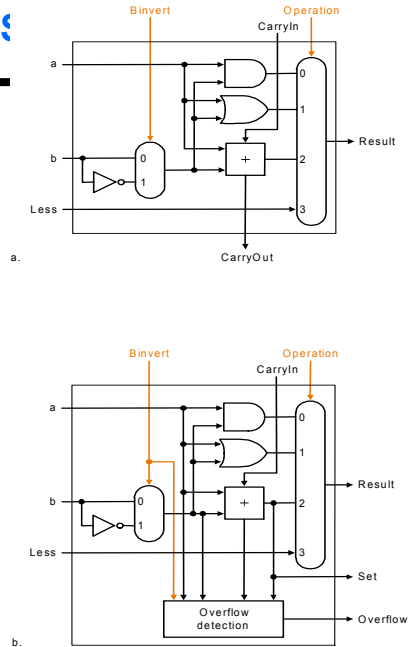 Binvert
Operation
CarryIn
a
0
1
b
0
1
+
2
Result
Less
3
a.
CarryOut
Binvert
Operation
CarryIn
a
0
1
b
0
1
+
2
Result
Less
3
Set
Overflow
detection
Overflow
b.